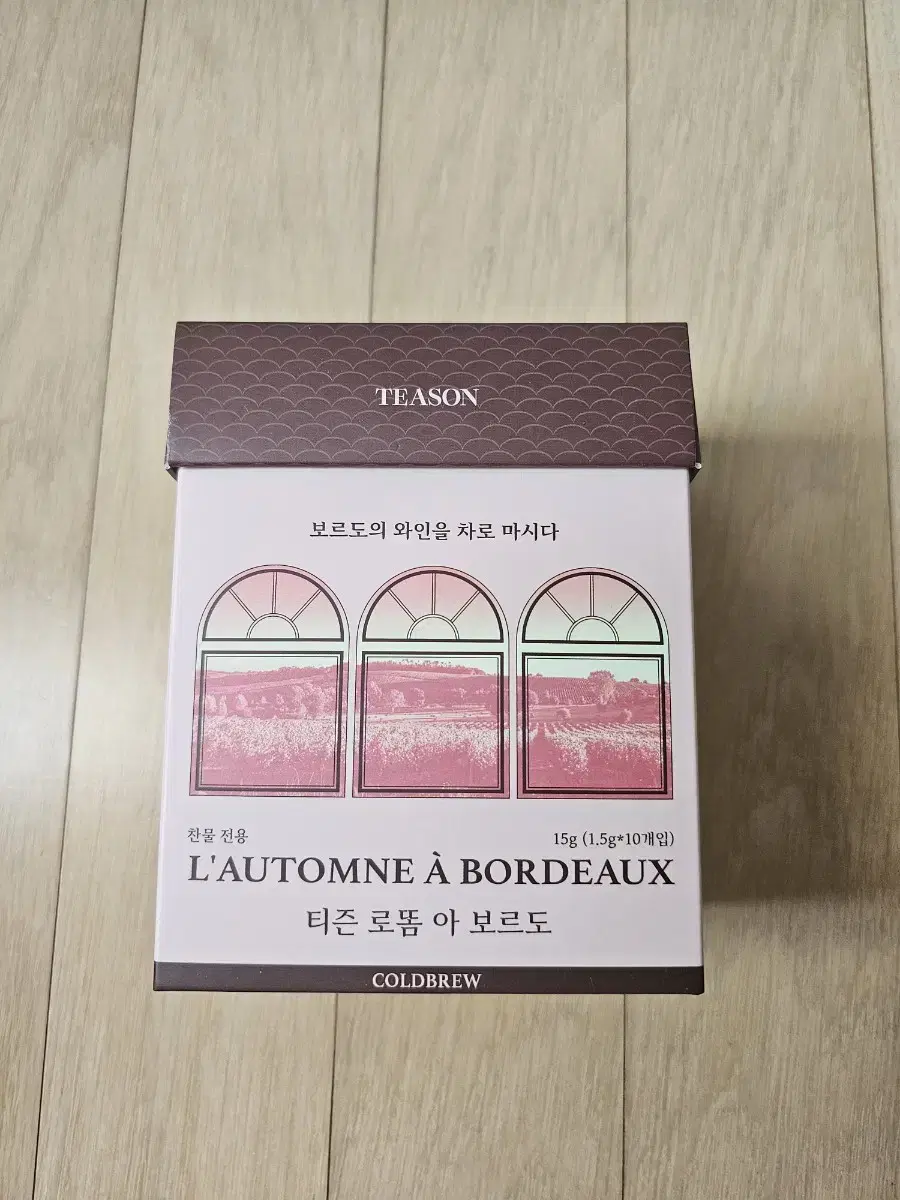 TEASON
보르도의 와인을 차로 마시다
찬물 전용 15g (1.5g*10개입)
L'AUTOMNE À BORDEAUX
티즌 로똠 아 보르도
COLDBREW